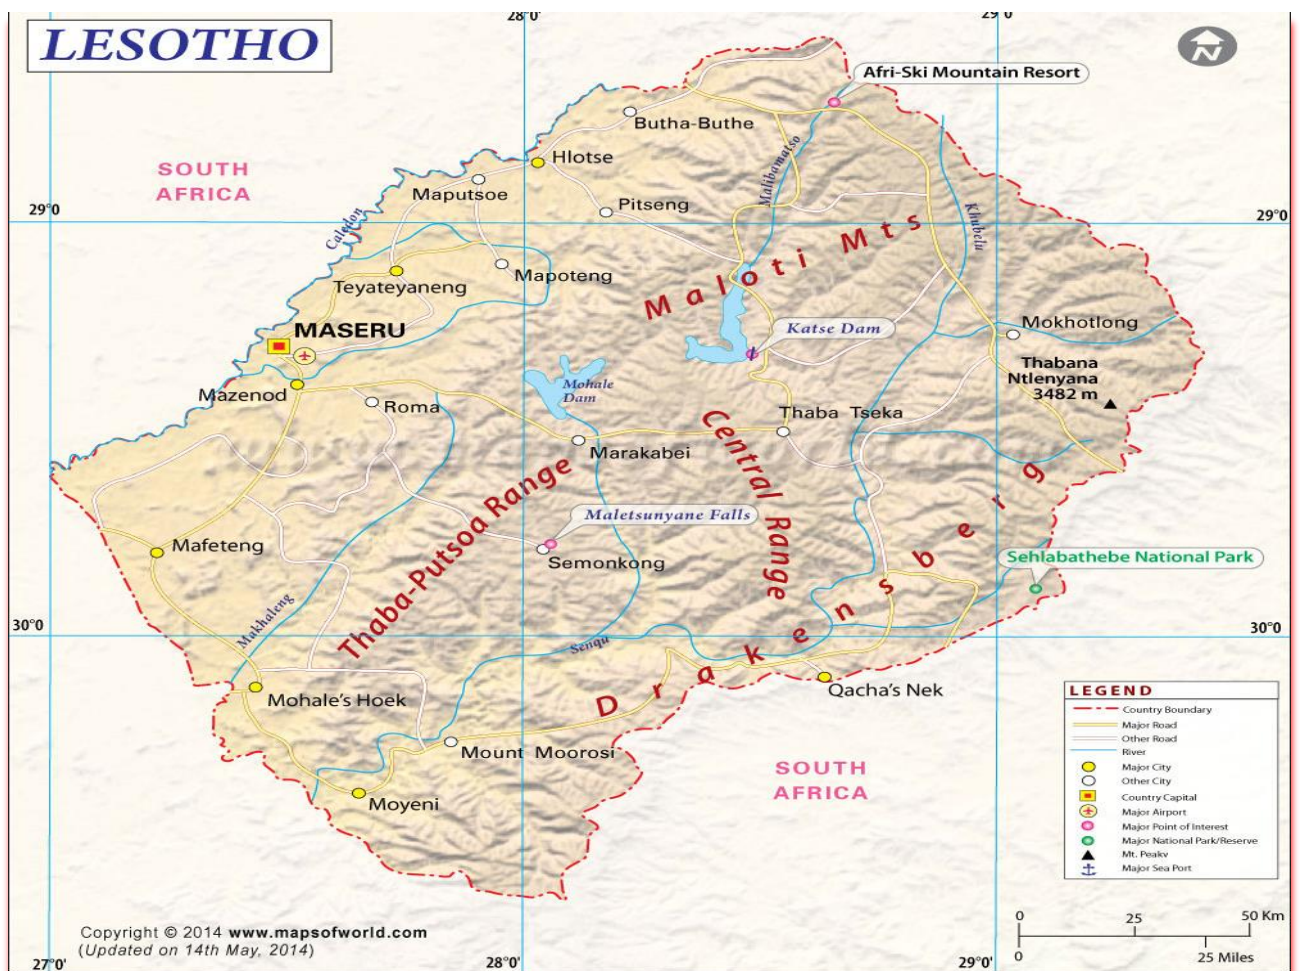 LESOTHO
28°0'
29°0'
Afri-Ski Mountain Resort
Butha-Buthe
Hlotse
SOUTH
AFRICA
Maputsoe
Malibamatso
Pitseng
29°0
29°0
Caledon
Khubelu
Maloti Mts
Mapoteng
Teyateyaneng
MASERU
Katse Dam
Mokhotlong
Thabana
Ntlenyana
3482 m
Mazenod
Mohale
Dam
Roma
Thaba Tseka
Marakabei
Central Range
Thaba-Putsoa Range
Maletsunyane Falls
Mafeteng
Semonkong
Sehlabathebe National Park
Drakensberg
30°0
30°0
Makhaleng
Senqu
Mohale's Hoek
Qacha's Nek
Mount Moorosi
Moyeni
SOUTH
AFRICA
LEGEND
Country Boundary
Major Road
Other Road
River
Major City
Other City
Country Capital
Major Airport
Major Point of Interest
Major National Park/Reserve
Mt. Peakv
Major Sea Port
0 25 50 Km
0 25 Miles
Copyright © 2014 www.mapsofworld.com
(Updated on 14th May, 2014)
27°0'
28°0'
29°0'